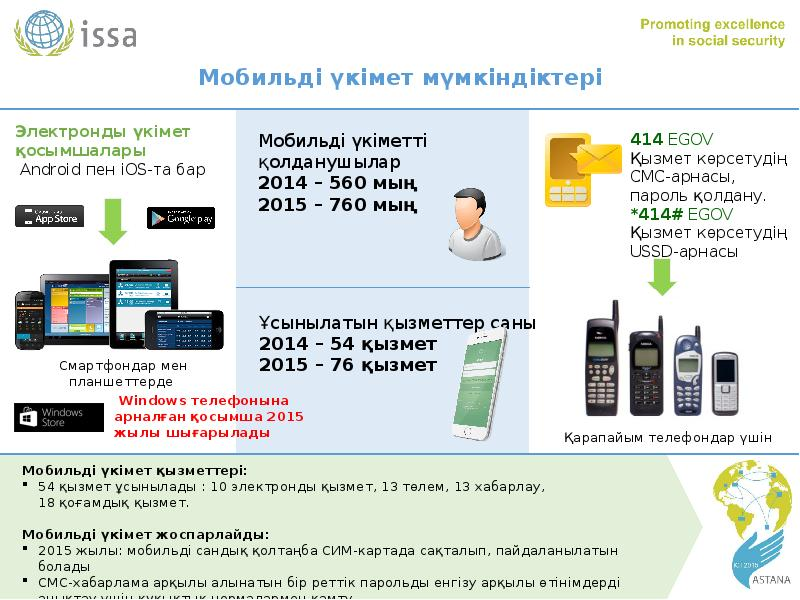 issa
Promoting excellence
in social security
Мобильді үкімет мүмкіндіктері
Электронды үкімет
қосымшалары
Android пен iOS-та бар
App Store
Google play
Смартфондар мен
планшеттерде
Windows
Store
Windows телефонына
арналған қосымша 2015
жылы шығарылады
Мобильді үкіметті
қолданушылар
2014 – 560 мың
2015 – 760 мың
Ұсынылатын қызметтер саны
2014 – 54 қызмет
2015 – 76 қызмет
414 EGOV
Қызмет көрсетудің
СМС-арнасы,
пароль қолдану.
*414# EGOV
Қызмет көрсетудің
USSD-арнасы
Қарапайым телефондар үшін
Мобильді үкімет қызметтері:
▪ 54 қызмет ұсынылады : 10 электронды қызмет, 13 төлем, 13 хабарлау,
18 қоғамдық қызмет.
Мобильді үкімет жоспарлайды:
▪ 2015 жылы: мобильді сандық қолтаңба СИМ-картада сақталып, пайдаланылатын
болады
▪ СМС-хабарлама арқылы алынатын бір реттік парольды енгізу арқылы өтінімдерді
ICT 2015
ASTANA